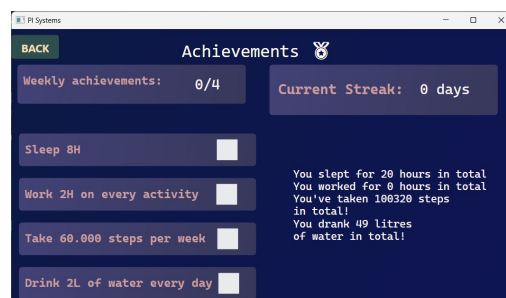 PI Systems
BACK
Achievements
Weekly achievements: 0/4
Current Streak: 0 days
Sleep 8H
Work 2H on every activity
Take 60.000 steps per week
Drink 2L of water every day
You slept for 20 hours in total
You worked for 0 hours in total
You've taken 100320 steps
in total!
You drank 49 litres
of water in total!